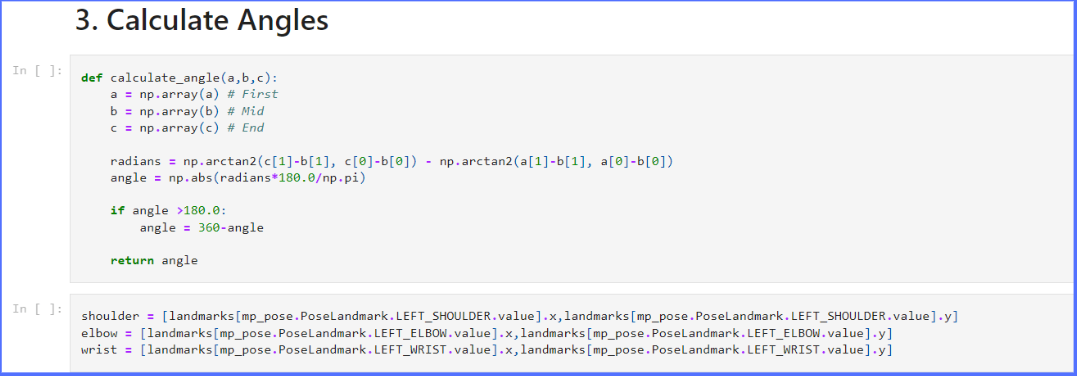 3. Calculate Angles
In [ ]:
def calculate_angle(a,b,c):
    a = np.array(a) # First
    b = np.array(b) # Mid
    c = np.array(c) # End

    radians = np.arctan2(c[1]-b[1], c[0]-b[0]) - np.arctan2(a[1]-b[1], a[0]-b[0])
    angle = np.abs(radians*180.0/np.pi)

    if angle >180.0:
        angle = 360-angle

    return angle
In [ ]:
shoulder = [landmarks[mp_pose.PoseLandmark.LEFT_SHOULDER.value].x,landmarks[mp_pose.PoseLandmark.LEFT_SHOULDER.value].y]
elbow = [landmarks[mp_pose.PoseLandmark.LEFT_ELBOW.value].x,landmarks[mp_pose.PoseLandmark.LEFT_ELBOW.value].y]
wrist = [landmarks[mp_pose.PoseLandmark.LEFT_WRIST.value].x,landmarks[mp_pose.PoseLandmark.LEFT_WRIST.value].y]